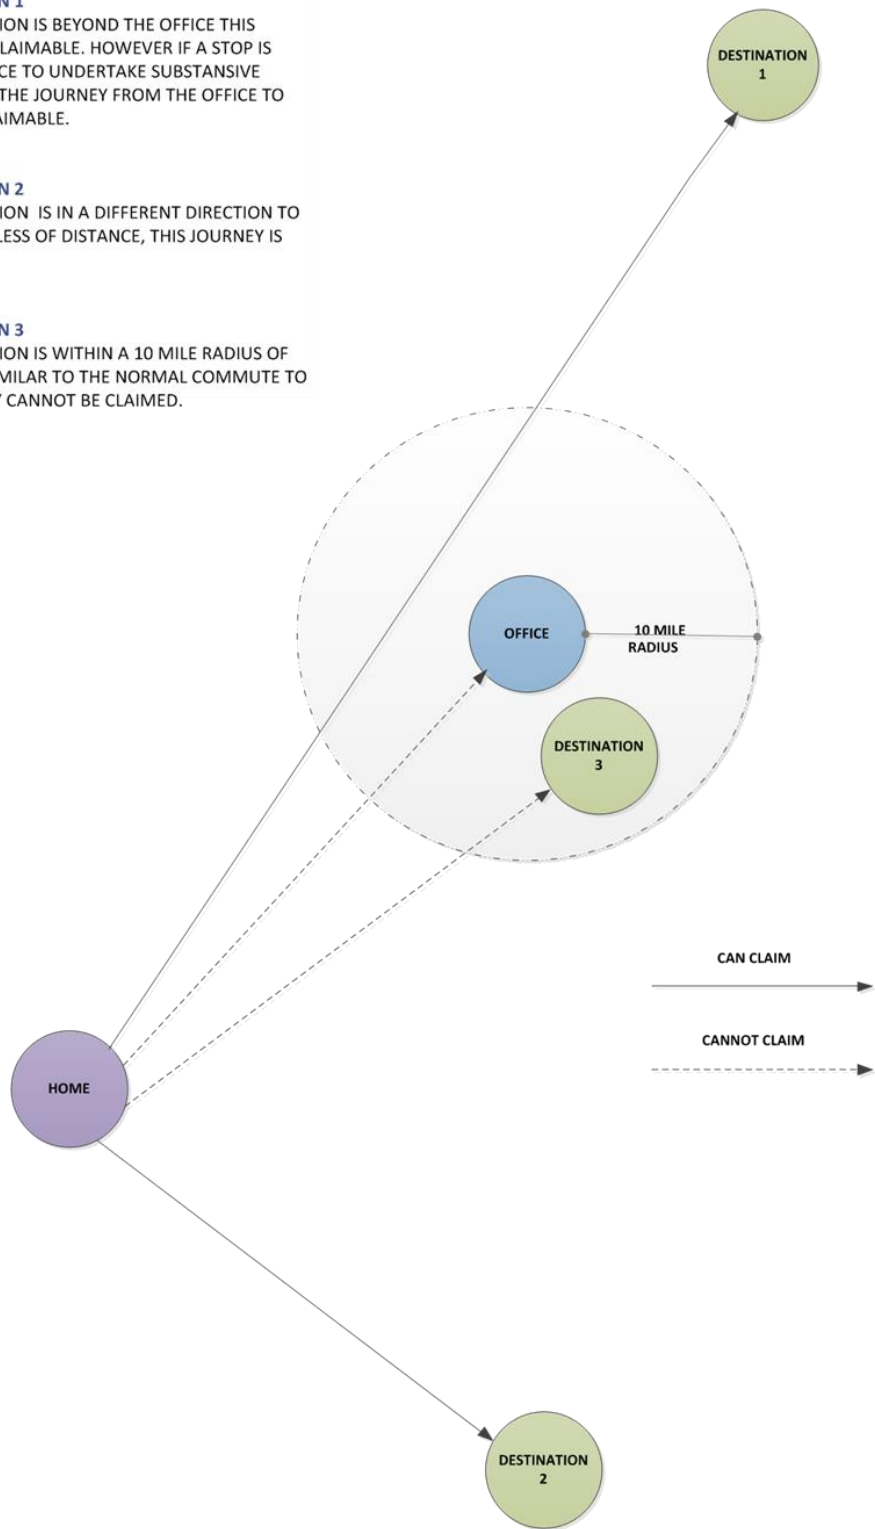 N 1
ION IS BEYOND THE OFFICE THIS
LAIMABLE. HOWEVER IF A STOP IS
CE TO UNDERTAKE SUBSTANSIVE
THE JOURNEY FROM THE OFFICE TO
AIMABLE.
N 2
ION IS IN A DIFFERENT DIRECTION TO
LESS OF DISTANCE, THIS JOURNEY IS
N 3
ION IS WITHIN A 10 MILE RADIUS OF
MILAR TO THE NORMAL COMMUTE TO
CANNOT BE CLAIMED.
DESTINATION
1
OFFICE
10 MILE
RADIUS
DESTINATION
3
CAN CLAIM
CANNOT CLAIM
HOME
DESTINATION
2